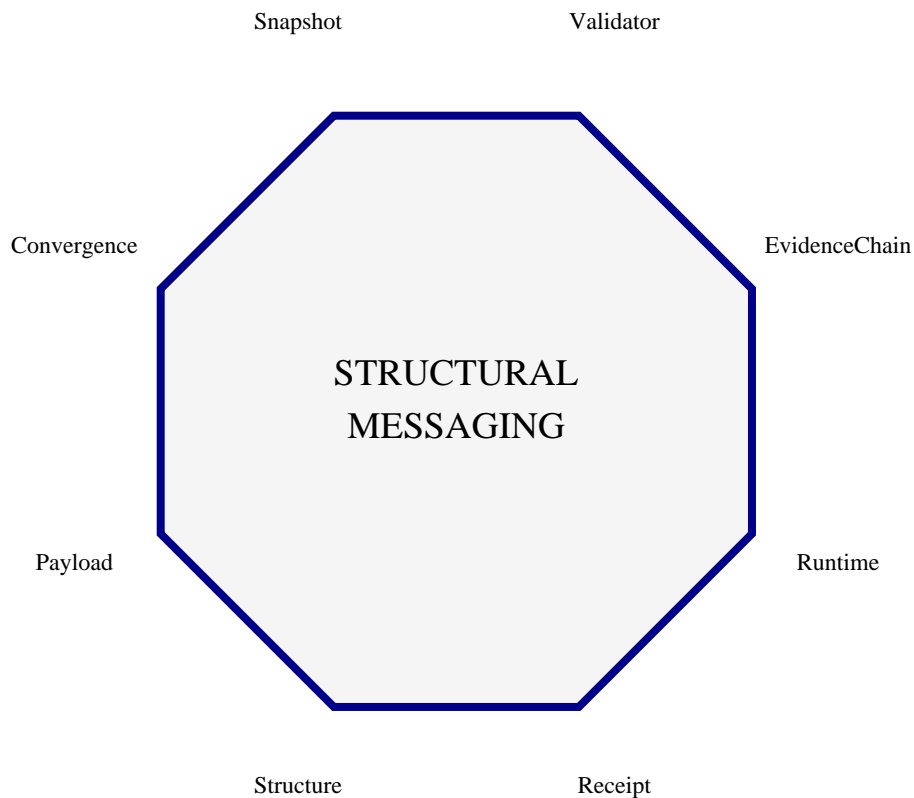 Snapshot
Validator
Convergence
EvidenceChain
STRUCTURAL
MESSAGING
Payload
Runtime
Structure
Receipt